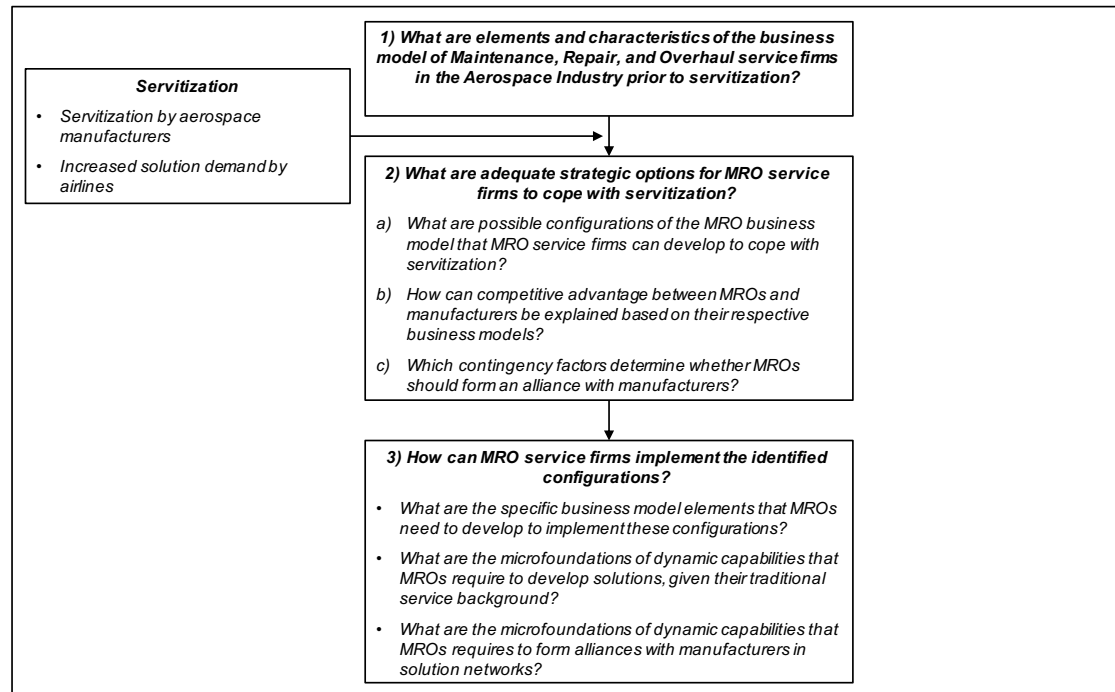 1) What are elements and characteristics of the business
model of Maintenance, Repair, and Overhaul service firms
in the Aerospace Industry prior to servitization?
Servitization
• Servitization by aerospace
manufacturers
• Increased solution demand by
airlines
2) What are adequate strategic options for MRO service
firms to cope with servitization?
a) What are possible configurations of the MRO business
model that MRO service firms can develop to cope with
servitization?
b) How can competitive advantage between MROs and
manufacturers be explained based on their respective
business models?
c) Which contingency factors determine whether MROs
should form an alliance with manufacturers?
3) How can MRO service firms implement the identified
configurations?
• What are the specific business model elements that MROs
need to develop to implement these configurations?
• What are the microfoundations of dynamic capabilities that
MROs require to develop solutions, given their traditional
service background?
• What are the microfoundations of dynamic capabilities that
MROs requires to form alliances with manufacturers in
solution networks?